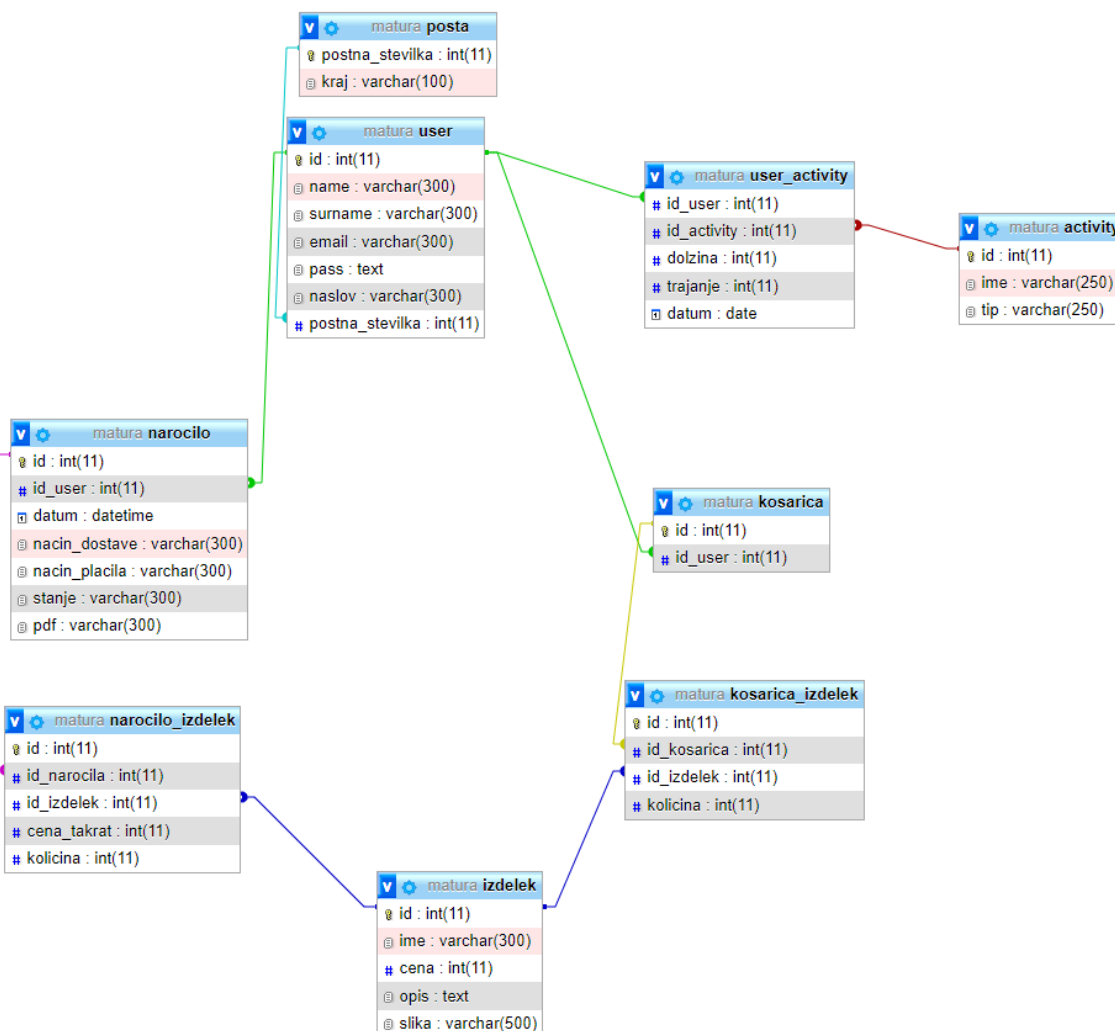 matura posta
postna_stevilka : int(11)
kraj : varchar(100)
matura user
id : int(11)
name : varchar(300)
surname : varchar(300)
email : varchar(300)
pass : text
naslov : varchar(300)
postna_stevilka : int(11)
matura user_activity
id_user : int(11)
id_activity : int(11)
dolzina : int(11)
trajanje : int(11)
datum : date
matura activity
id : int(11)
ime : varchar(250)
tip : varchar(250)
matura narocilo
id : int(11)
id_user : int(11)
datum : datetime
nacin_dostave : varchar(300)
nacin_placila : varchar(300)
stanje : varchar(300)
pdf : varchar(300)
matura kosarica
id : int(11)
id_user : int(11)
matura kosarica_izdelek
id : int(11)
id_kosarica : int(11)
id_izdelek : int(11)
kolicina : int(11)
matura narocilo_izdelek
id : int(11)
id_narocila : int(11)
id_izdelek : int(11)
cena_takrat : int(11)
kolicina : int(11)
matura izdelek
id : int(11)
ime : varchar(300)
cena : int(11)
opis : text
slika : varchar(500)